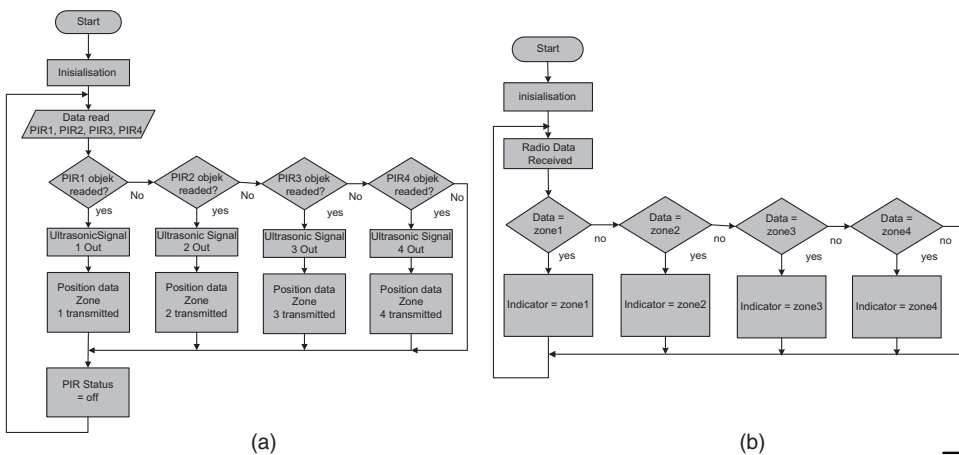 Start
Inisialisation
Data read
PIR1, PIR2, PIR3, PIR4
PIR1 objek
readed?
No
yes
PIR2 objek
readed?
No
yes
PIR3 objek
readed?
No
yes
PIR4 objek
readed?
No
yes
UltrasonicSignal
1 Out
Ultrasonic Signal
2 Out
Ultrasonic Signal
3 Out
Ultrasonic Signal
4 Out
Position data
Zone
1 transmitted
Position data
Zone
2 transmitted
Position data
Zone
3 transmitted
Position data
Zone
4 transmitted
PIR Status
= off
(a)
Start
inisialisation
Radio Data
Received
Data =
zone1
no
yes
Data =
zone2
no
yes
Data =
zone3
no
yes
Data =
zone4
no
yes
Indicator = zone1
Indicator = zone2
Indicator = zone3
Indicator = zone4
(b)